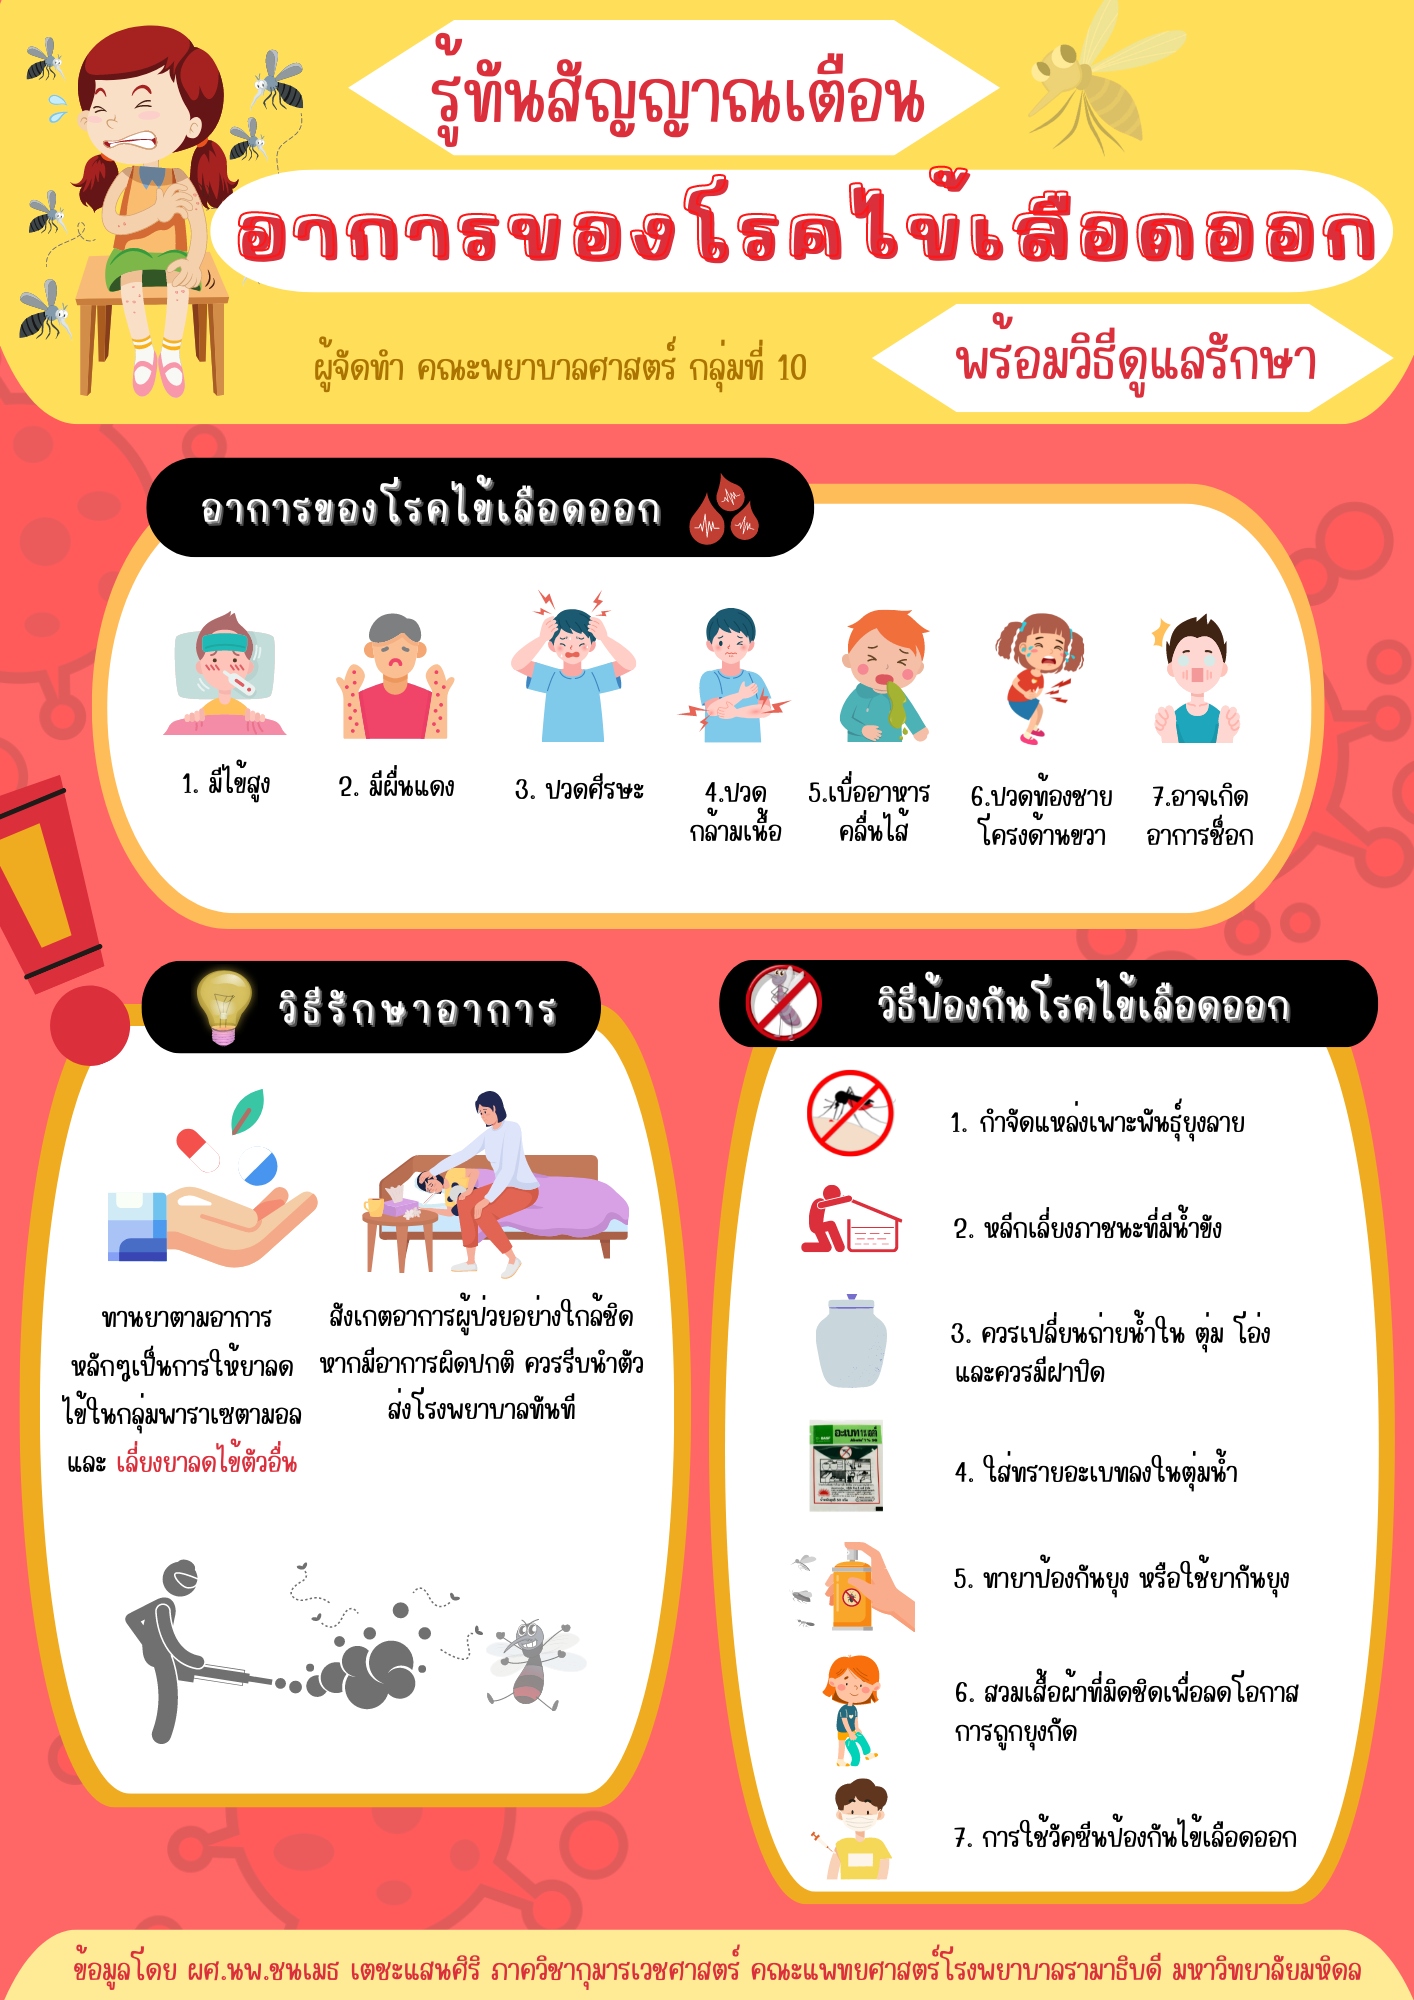 รู้ทันสัญญาณเตือน
อาการของโรคไข้เลือดออก
พร้อมวิธีดูแลรักษา
ผู้จัดทำ คณะพยาบาลศาสตร์ กลุ่มที่ 10
อาการของโรคไข้เลือดออก
1. มีไข้สูง
2. มีผื่นแดง
3. ปวดศีรษะ
4.ปวด
กล้ามเนื้อ
5.เบื่ออาหาร
คลื่นไส้
6.ปวดท้องชาย
โครงด้านขวา
7.อาจเกิด
อาการช็อก
วิธีรักษาอาการ
ทานยาตามอาการ
หลักๆเป็นการให้ยาลด
ไข้ในกลุ่มพาราเซตามอล
และ เลี่ยงยาลดไข้ตัวอื่น
สังเกตอาการผู้ป่วยอย่างใกล้ชิด
หากมีอาการผิดปกติ ควรรีบนำตัว
ส่งโรงพยาบาลทันที
วิธีป้องกันโรคไข้เลือดออก
1. กำจัดแหล่งเพาะพันธุ์ยุงลาย
2. หลีกเลี่ยงภาชนะที่มีน้ำขัง
3. ควรเปลี่ยนถ่ายน้ำใน ตุ่ม โอ่ง
และควรมีฝาปิด
อะเบททราย
4. ใส่ทรายอะเบทลงในตุ่มน้ำ
5. ทายาป้องกันยุง หรือใช้ยากันยุง
6. สวมเสื้อผ้าที่มิดชิดเพื่อลดโอกาส
การถูกยุงกัด
7. การใช้วัคซีนป้องกันไข้เลือดออก
ข้อมูลโดย ผศ.นพ.ชนเมธ เตชะแสนศิริ ภาควิชากุมารเวชศาสตร์ คณะแพทยศาสตร์โรงพยาบาลรามาธิบดี มหาวิทยาลัยมหิดล